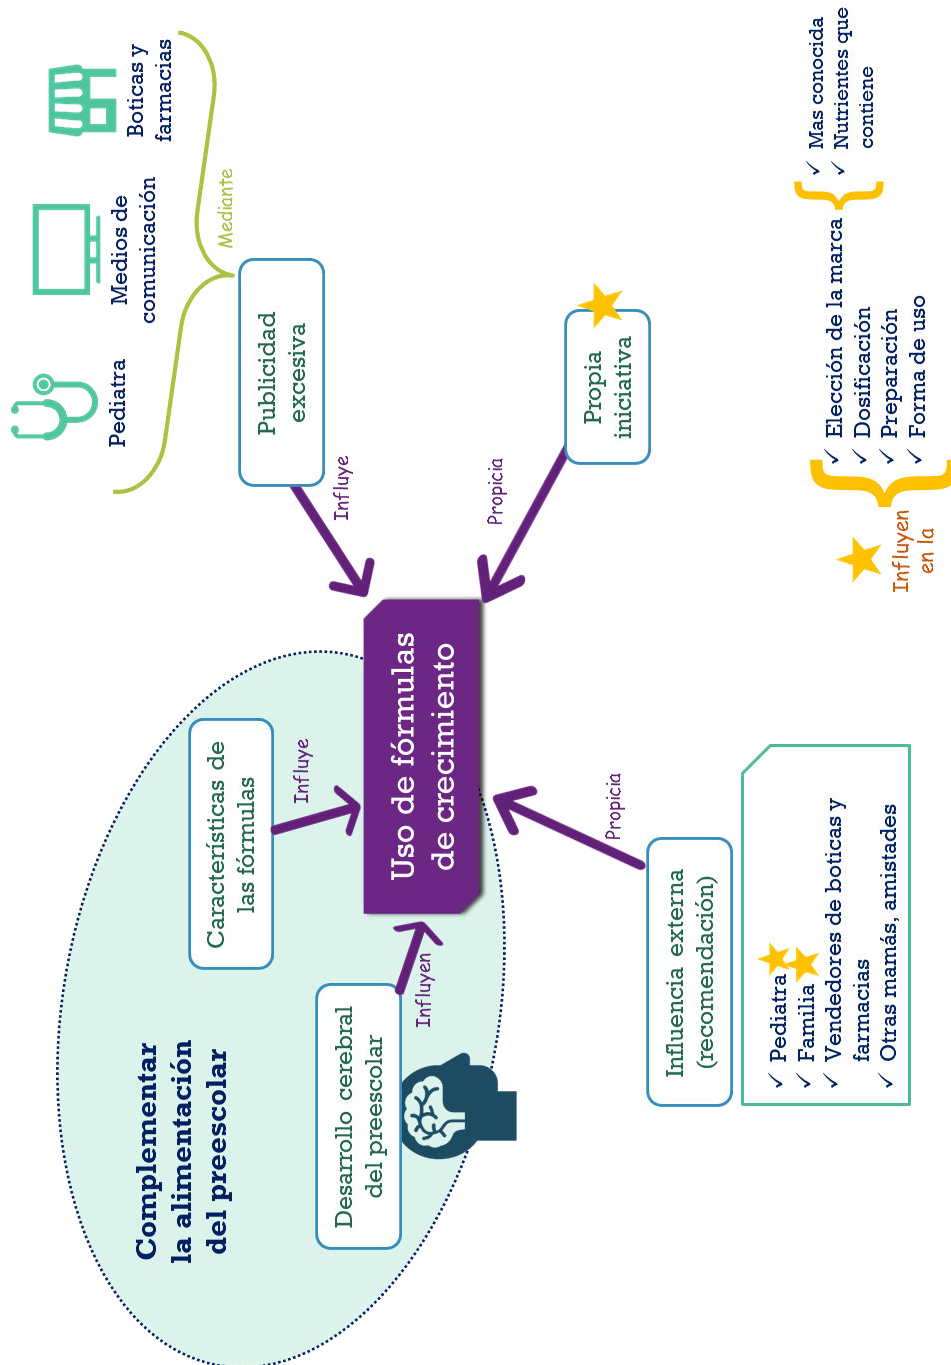 Complementar
la alimentación
del preescolar
Desarrollo cerebral
del preescolar
Influyen
Características de
las fórmulas
Influye
Uso de fórmulas
de crecimiento
Pediatra
Medios de
comunicación
Boticas y
farmacias
Mediante
Publicidad
excesiva
Influye
Propia
iniciativa
Propicia
Influencia externa
(recomendación)
Propicia
✓ Pediatra
✓ Familia
✓ Vendedores de boticas y
farmacias
✓ Otras mamás, amistades
Influyen
en la
✓ Elección de la marca
✓ Dosificación
✓ Preparación
✓ Forma de uso
✓ Mas conocida
✓ Nutrientes que
contiene